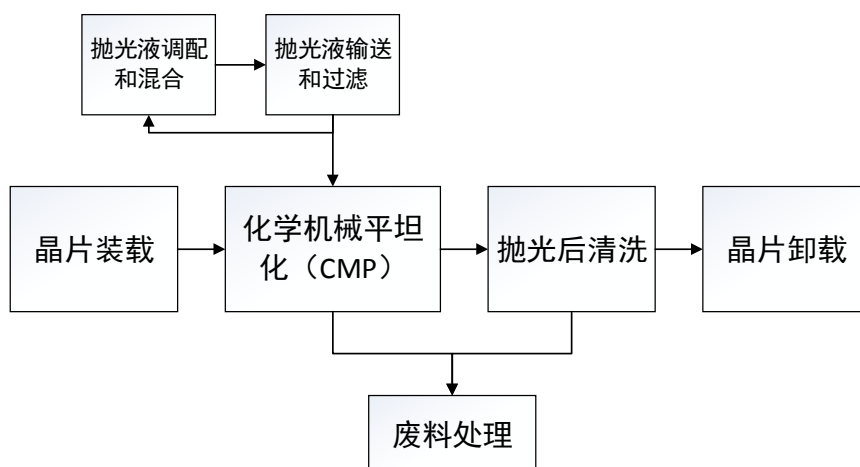 抛光液调配
和混合
抛光液输送
和过滤
晶片装载
化学机械平坦
化（CMP）
抛光后清洗
晶片卸载
废料处理